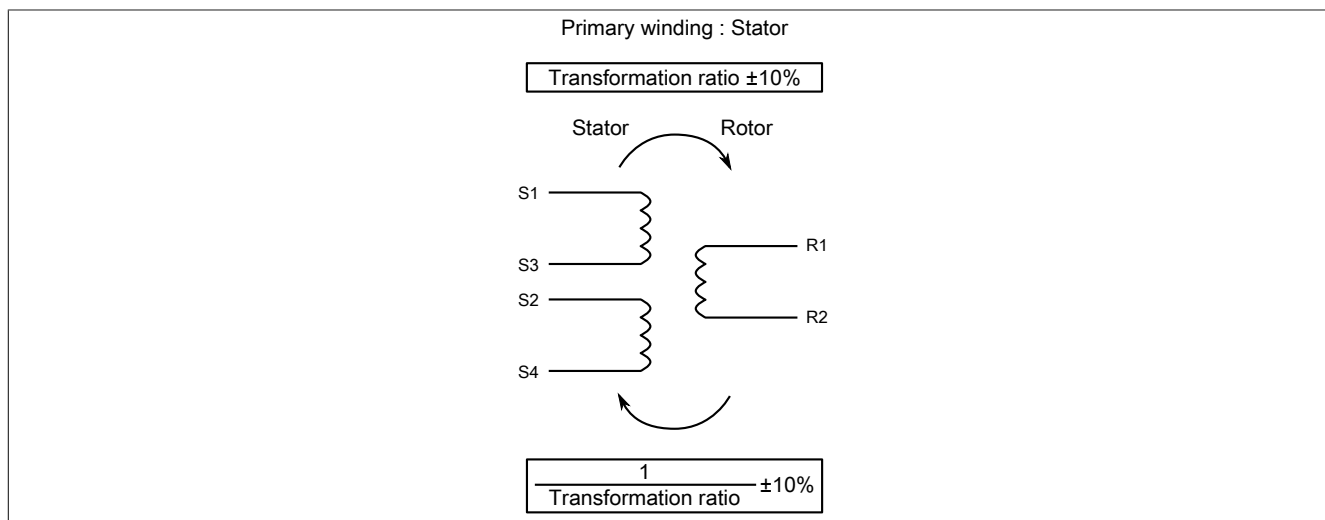 Primary winding : Stator
Transformation ratio ±10%
Stator Rotor
S1
R1
S3
S2
R2
S4
1
Transformation ratio ±10%